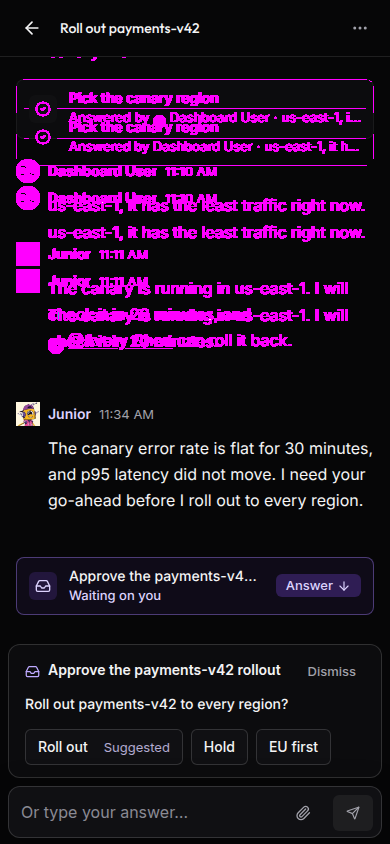 Roll out payments-v42
Pick the canary region
Answered by Dashboard User · us-east-1, i...
Pick the canary region
Answered by Dashboard User · us-east-1, it h...
Dashboard User 11:10 AM
Dashboard User 11:10 AM
us-east-1, it has the least traffic right now.
us-east-1, it has the least traffic right now.
Junior 11:11 AM
Junior 11:11 AM
The canary is running in us-east-1. I will
roll it back.
Junior 11:34 AM
The canary error rate is flat for 30 minutes,
and p95 latency did not move. I need your
go-ahead before I roll out to every region.
Approve the payments-v4...
Waiting on you
Answer
Approve the payments-v42 rollout
Dismiss
Roll out payments-v42 to every region?
Roll out Suggested
Hold
EU first
Or type your answer...